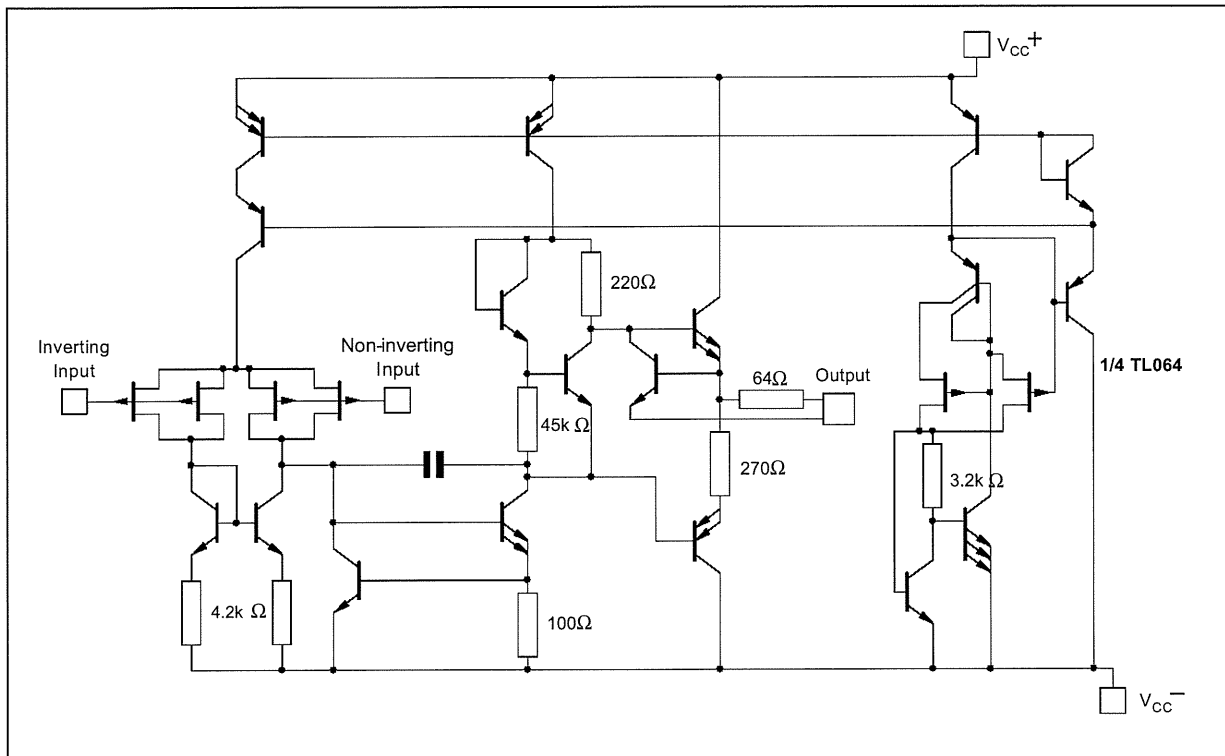 VCC+
220Ω
Inverting
Input
Non-inverting
Input
1/4 TL064
64Ω
Output
45k Ω
270Ω
3.2k Ω
4.2k Ω
100Ω
VCC−